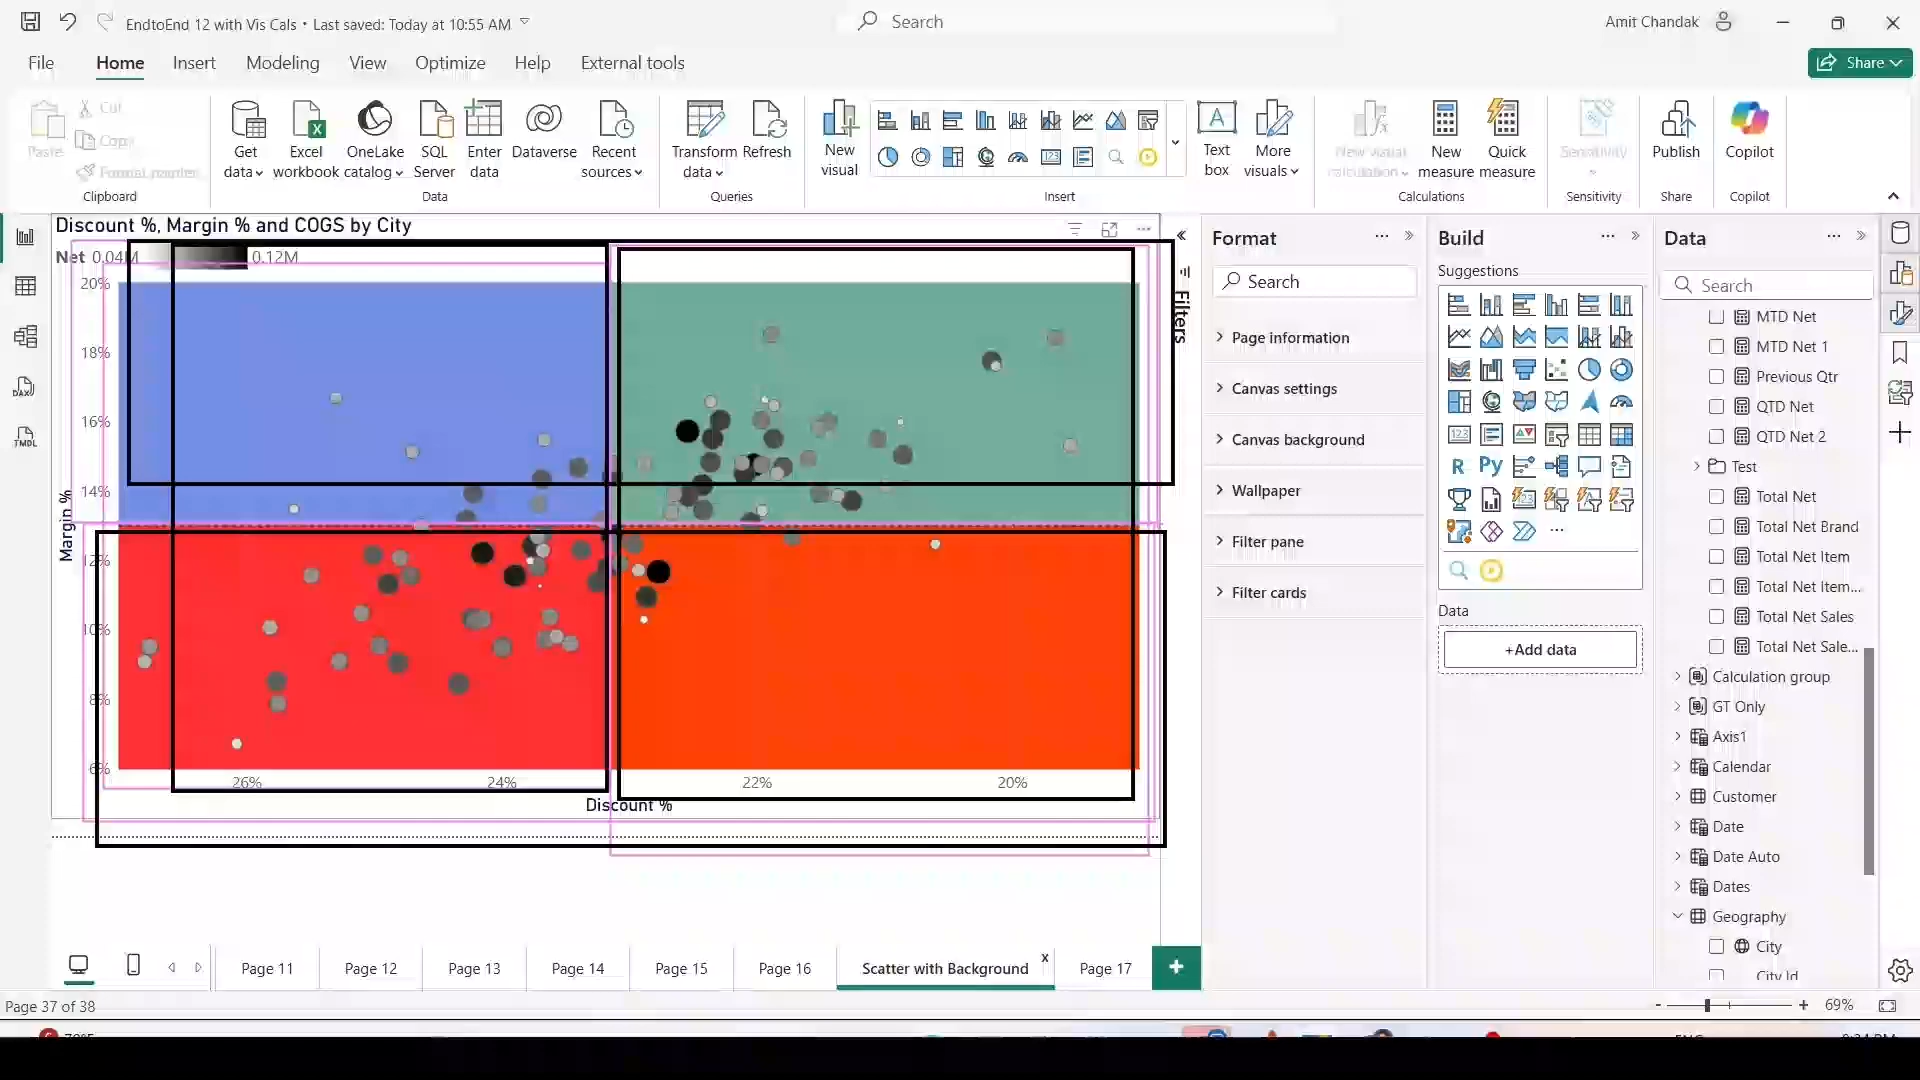 EndtoEnd 12 with Vis Cals • Last saved: Today at 10:55 AM
Search
Amit Chandak
File Home Insert Modeling View Optimize Help External tools
Share
Paste
Cut
Copy
Format painter
Clipboard
Get data
Excel workbook
OneLake catalog
SQL Server
Enter data
Dataverse
Recent sources
Data
Transform data
Refresh
Queries
New visual
Text box
More visuals
Insert
New visual calculation
New measure
Quick measure
Calculations
Sensitivity
Sensitivity
Publish
Share
Copilot
Copilot
DAX
TMDL
Discount %, Margin % and COGS by City
Net 0.04M 0.12M
Margin %
20%
18%
16%
14%
12%
10%
8%
6%
26% 24% 22% 20%
Discount %
Filters
Format
Search
Page information
Canvas settings
Canvas background
Wallpaper
Filter pane
Filter cards
Build
Suggestions
123
R Py
...
Data
+Add data
Data
Search
MTD Net
MTD Net 1
Previous Qtr
QTD Net
QTD Net 2
Test
Total Net
Total Net Brand
Total Net Item
Total Net Item...
Total Net Sales
Total Net Sale...
Calculation group
GT Only
Axis1
Calendar
Customer
Date
Date Auto
Dates
Geography
City
City Id
Page 11 Page 12 Page 13 Page 14 Page 15 Page 16 Scatter with Background x Page 17 +
Page 37 of 38
- + 69%